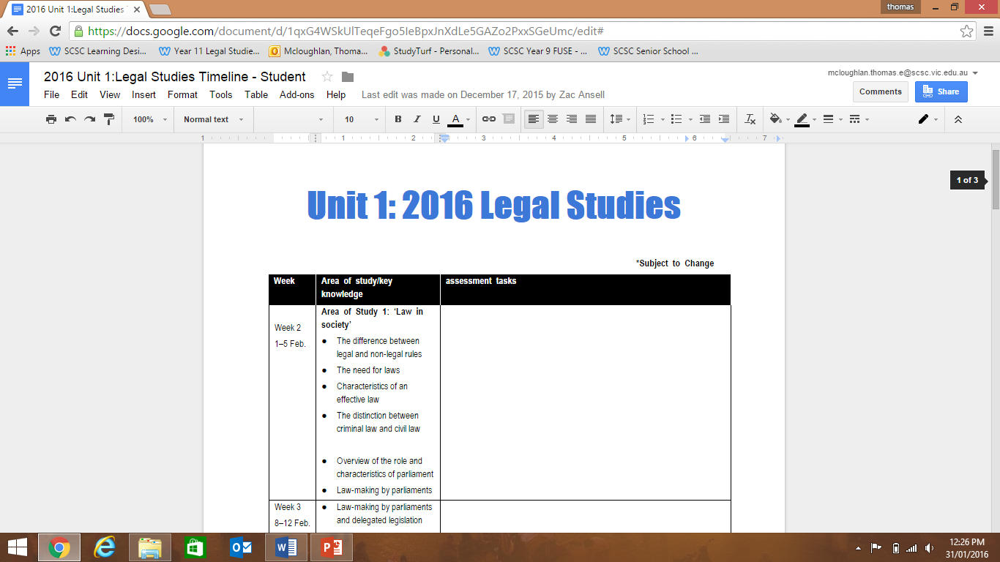 2016 Unit 1:Legal Studies T
thomas
https://docs.google.com/document/d/1qxG4WSkUlTeqeFgo5IeBpxJnXdLe5GAZo2PxxSGeUmc/edit#
Apps SCSC Learning Desi... Year 11 Legal Studie... Mcloughlan, Thoma... StudyTurf - Personal... SCSC Year 9 FUSE - ... SCSC Senior School ...
2016 Unit 1:Legal Studies Timeline - Student
mcloughlan.thomas.e@scsc.vic.edu.au
File Edit View Insert Format Tools Table Add-ons Help Last edit was made on December 17, 2015 by Zac Ansell
Comments Share
100% Normal text 10 B I U A
1 1 2 3 4 5 6 7
1 of 3
Unit 1: 2016 Legal Studies
*Subject to Change
Week Area of study/key assessment tasks
knowledge
Area of Study 1: ‘Law in
society’
Week 2
1–5 Feb.
● The difference between
legal and non-legal rules
● The need for laws
● Characteristics of an
effective law
● The distinction between
criminal law and civil law
● Overview of the role and
characteristics of parliament
● Law-making by parliaments
Week 3 ● Law-making by parliaments
8–12 Feb. and delegated legislation
12:26 PM
31/01/2016